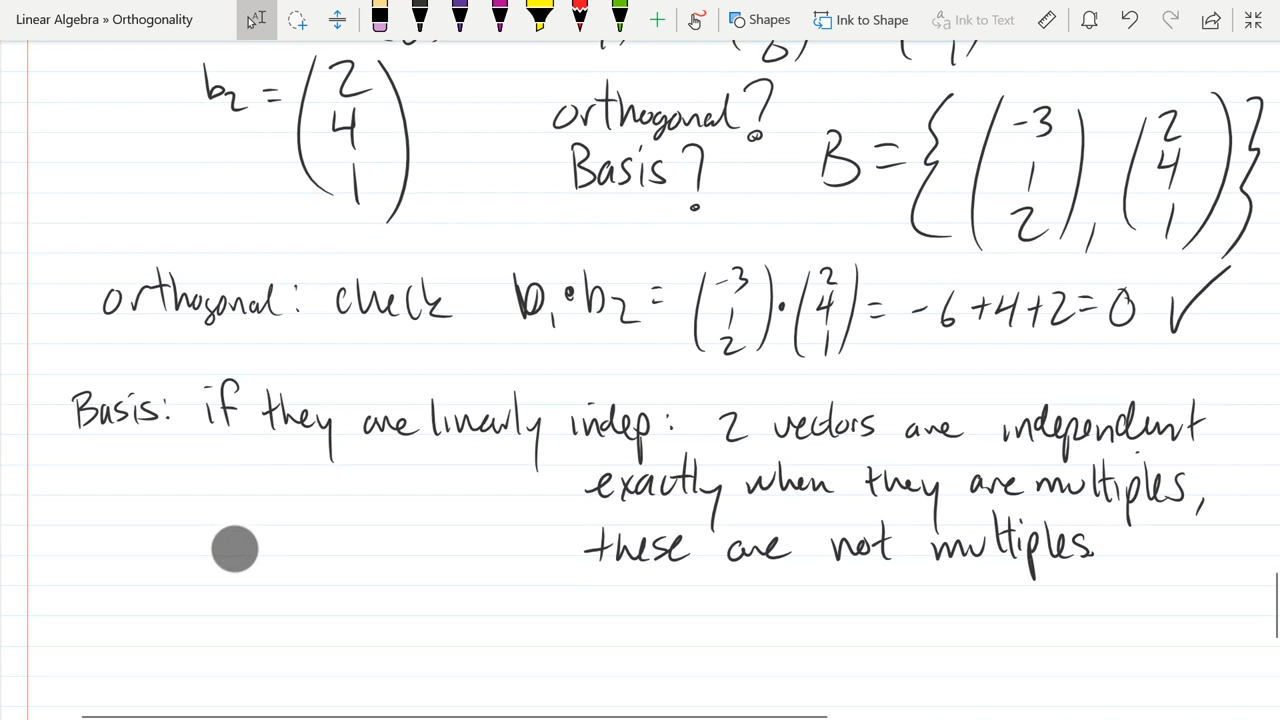 Linear Algebra » Orthogonality
Shapes
Ink to Shape
Ink to Text
b2 = (2 4 1)
orthogonal?
Basis?
B = {(-3 1 2), (2 4 1)}
orthogonal: check b1 • b2 = (-3 1 2) · (2 4 1) = -6 + 4 + 2 = 0 ✓
Basis: if they are linearly indep: 2 vectors are independent
exactly when they are multiples,
these are not multiples.